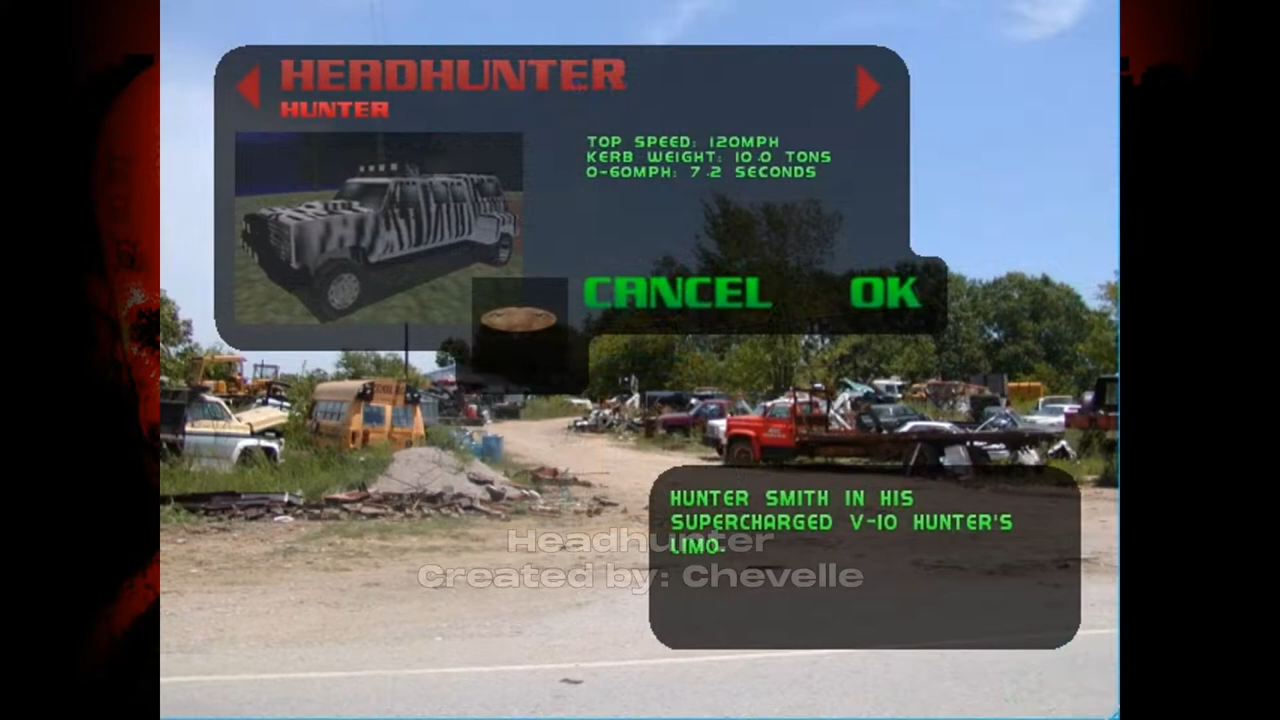 HEADHUNTER
HUNTER
TOP SPEED: 120MPH
KERB WEIGHT: 10.0 TONS
0-60MPH: 7.2 SECONDS
CANCEL OK
HUNTER SMITH IN HIS
SUPERCHARGED V-10 HUNTER'S
LIMO.
Headhunter
Created by: Chevelle